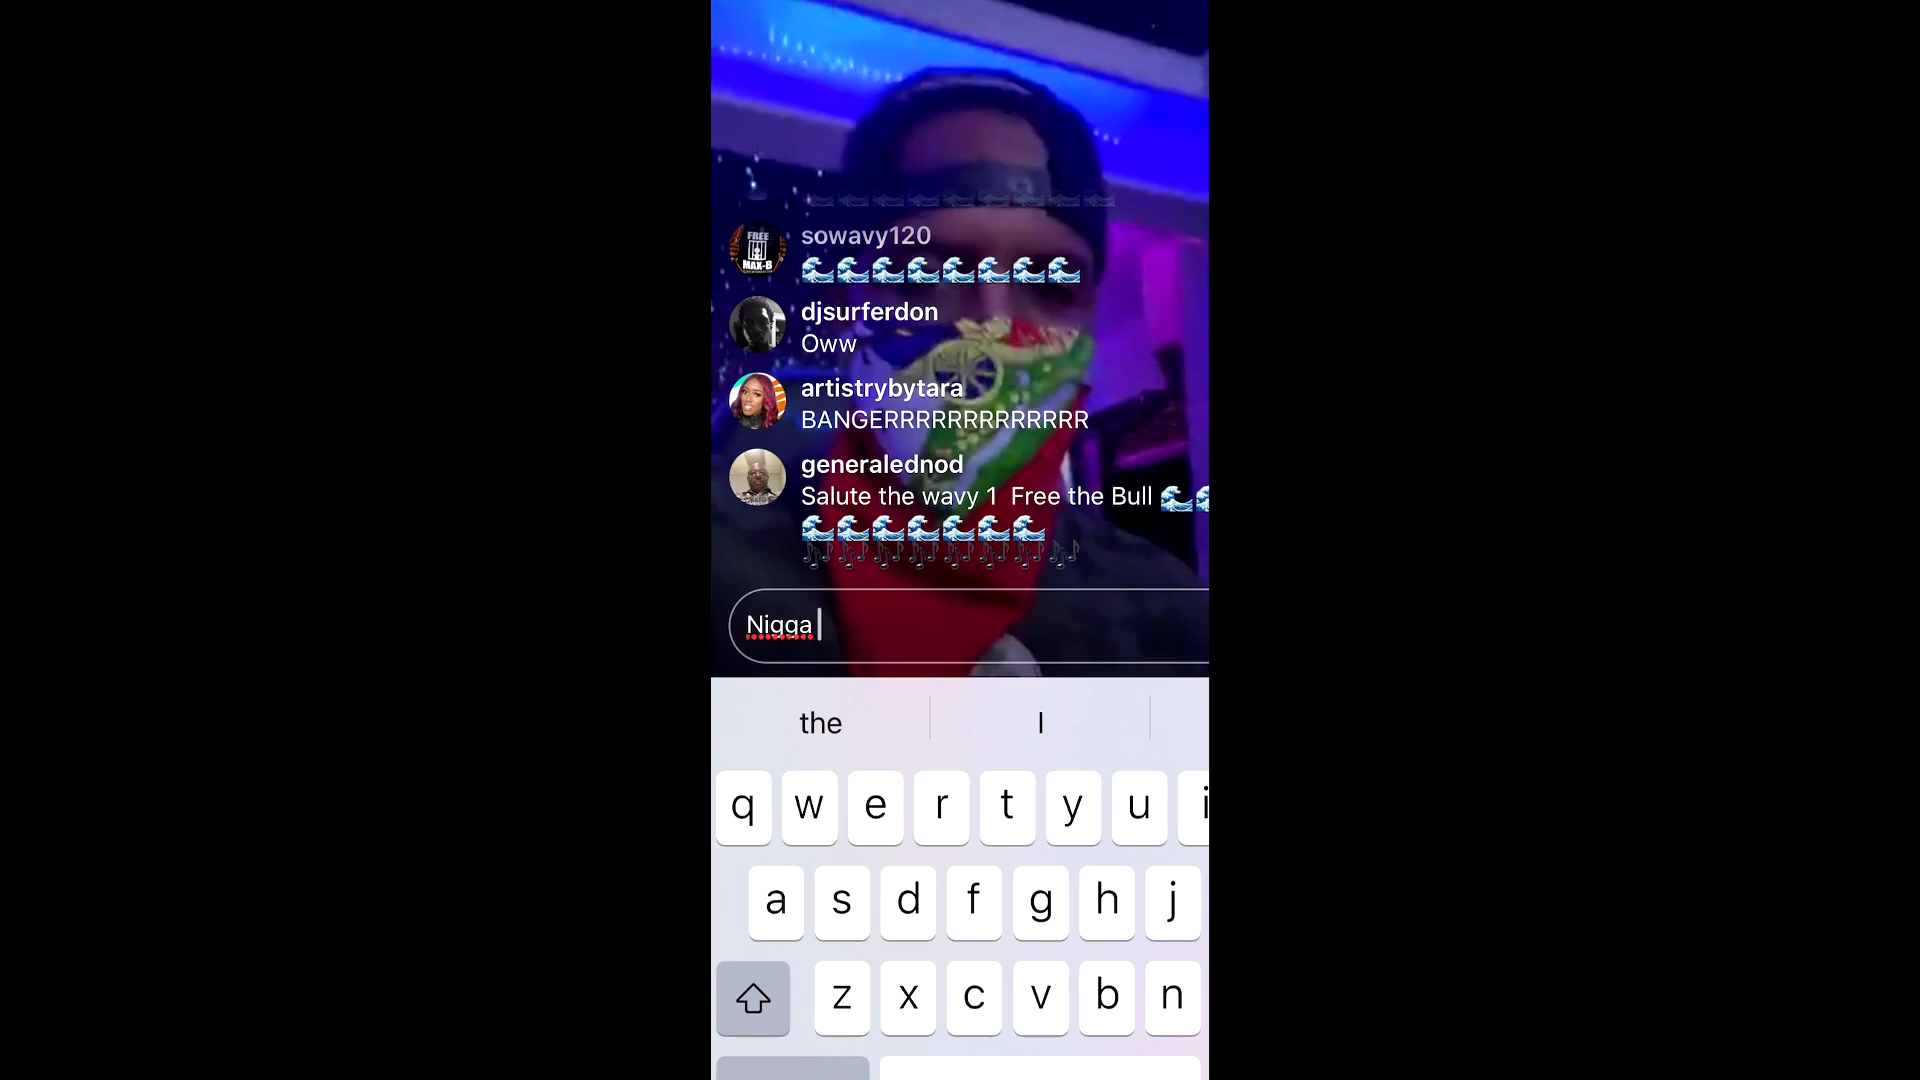 FREE
MAX-B
sowavy120
🌊🌊🌊🌊🌊🌊🌊🌊
djsurferdon
Oww
artistrybytara
BANGERRRRRRRRRRRRR
generalednod
Salute the wavy 1 Free the Bull 🌊🌊
🌊🌊🌊🌊🌊🌊🌊
🎶🎶🎶🎶🎶🎶🎶🎶
Nigga
the I
q w e r t y u i
a s d f g h j
z x c v b n